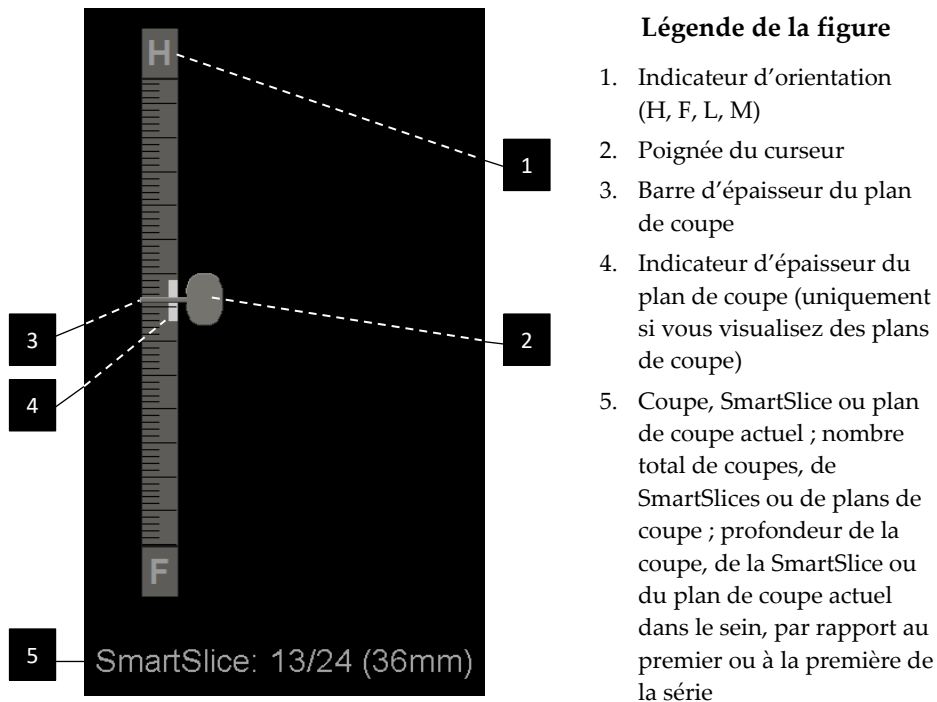 H
1
3
4
2
F
5
SmartSlice: 13/24 (36mm)
Légende de la figure
1. Indicateur d’orientation
(H, F, L, M)
2. Poignée du curseur
3. Barre d’épaisseur du plan
de coupe
4. Indicateur d’épaisseur du
plan de coupe (uniquement
si vous visualisez des plans
de coupe)
5. Coupe, SmartSlice ou plan
de coupe actuel ; nombre
total de coupes, de
SmartSlices ou de plans de
coupe ; profondeur de la
coupe, de la SmartSlice ou
du plan de coupe actuel
dans le sein, par rapport au
premier ou à la première de
la série